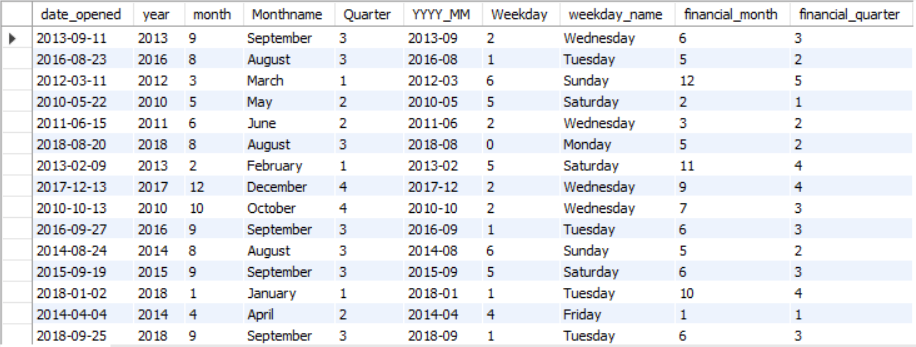 date_opened year month Monthname Quarter YYYY_MM Weekday weekday_name financial_month financial_quarter
2013-09-11 2013 9 September 3 2013-09 2 Wednesday 6 3
2016-08-23 2016 8 August 3 2016-08 1 Tuesday 5 2
2012-03-11 2012 3 March 1 2012-03 6 Sunday 12 5
2010-05-22 2010 5 May 2 2010-05 5 Saturday 2 1
2011-06-15 2011 6 June 2 2011-06 2 Wednesday 3 2
2018-08-20 2018 8 August 3 2018-08 0 Monday 5 2
2013-02-09 2013 2 February 1 2013-02 5 Saturday 11 4
2017-12-13 2017 12 December 4 2017-12 2 Wednesday 9 4
2010-10-13 2010 10 October 4 2010-10 2 Wednesday 7 3
2016-09-27 2016 9 September 3 2016-09 1 Tuesday 6 3
2014-08-24 2014 8 August 3 2014-08 6 Sunday 5 2
2015-09-19 2015 9 September 3 2015-09 5 Saturday 6 3
2018-01-02 2018 1 January 1 2018-01 1 Tuesday 10 4
2014-04-04 2014 4 April 2 2014-04 4 Friday 1 1
2018-09-25 2018 9 September 3 2018-09 1 Tuesday 6 3